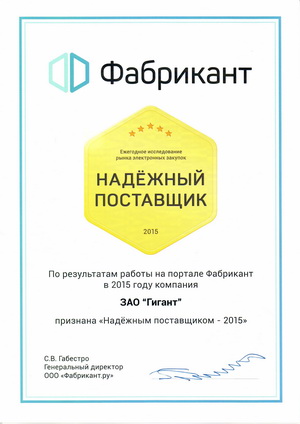 Фабрикант
Ежегодное исследование
рынка электронных закупок
НАДЁЖНЫЙ
ПОСТАВЩИК
2015
По результатам работы на портале Фабрикант
в 2015 году компания
ЗАО "Гигант"
признана «Надёжным поставщиком - 2015»
С.В. Габестро
Генеральный директор
ООО «Фабрикант.ру»